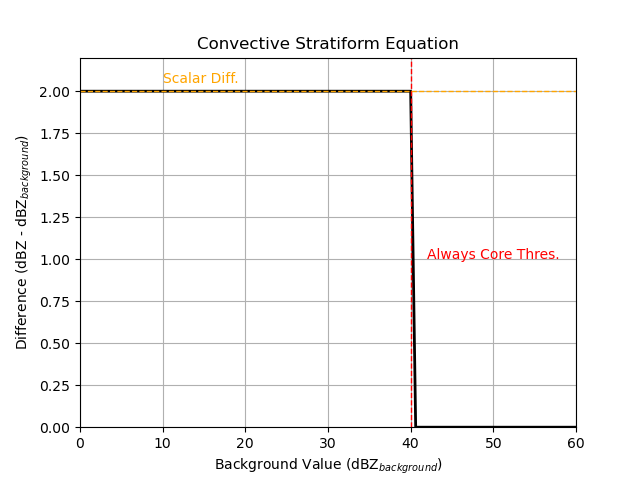 Convective Stratiform Equation
Scalar Diff.
Always Core Thres.
Difference (dBZ - dBZbackground)
2.00
1.75
1.50
1.25
1.00
0.75
0.50
0.25
0.00
0 10 20 30 40 50 60
Background Value (dBZbackground)